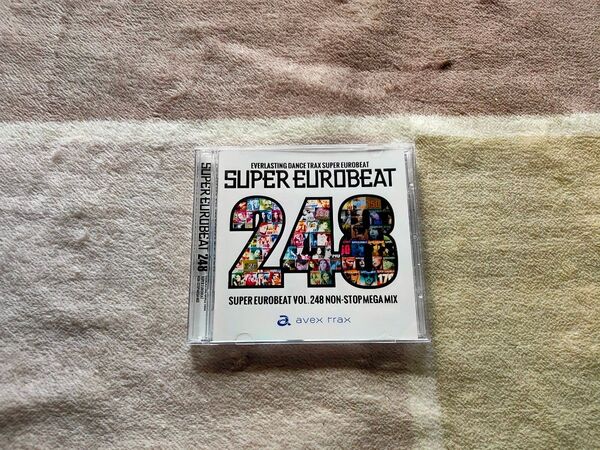 EVERLASTING DANCE TRAX SUPER EUROBEAT
SUPER EUROBEAT
248
SUPER EUROBEAT VOL. 248 NON-STOP MEGA MIX
a avex trax
SUPER EUROBEAT 248